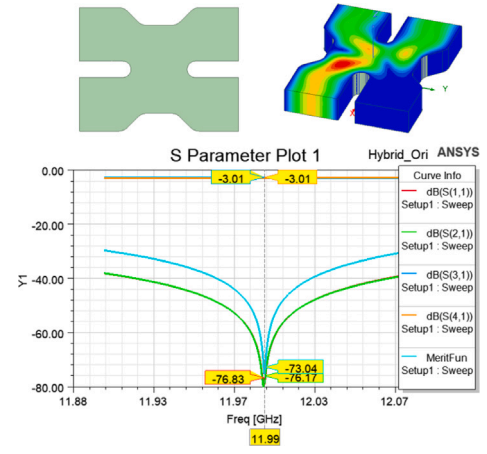 Y
X
S Parameter Plot 1
Hybrid_Ori ANSYS
0.00
-20.00
-40.00
-60.00
-80.00
Y1
-3.01
-3.01
-73.04
-76.83
-76.17
11.88
11.93
11.97
12.03
12.07
Freq [GHz]
11.99
Curve Info
dB(S(1,1))
Setup1 : Sweep
dB(S(2,1))
Setup1 : Sweep
dB(S(3,1))
Setup1 : Sweep
dB(S(4,1))
Setup1 : Sweep
MeritFun
Setup1 : Sweep